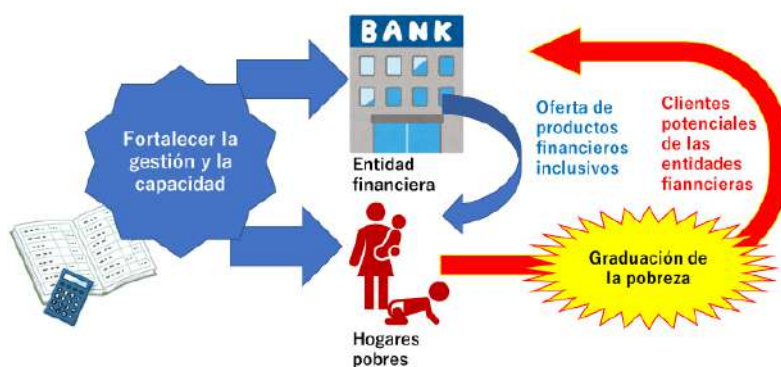 BANK
Fortalecer la
gestión y la
capacidad
Entidad
financiera
Oferta de
productos
financieros
inclusivos
Clientes
potenciales
de las
entidades
fianncieras
Graduación de
la pobreza
Hogares
pobres